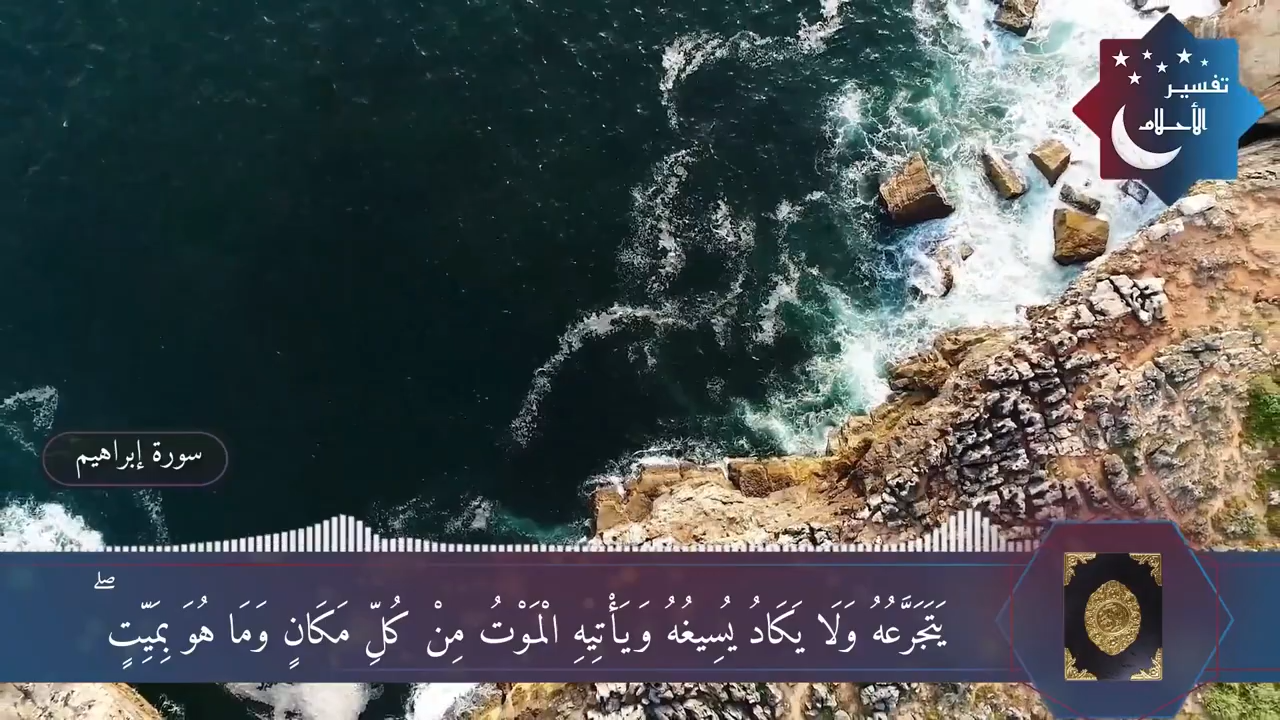 تفسير
الأحلام
سورة إبراهيم
يَتَجَرَّعُهُ وَلَا يَكَادُ يُسِيغُهُ وَيَأْتِيهِ الْمَوْتُ مِنْ كُلِّ مَكَانٍ وَمَا هُوَ بِمَيِّتٍ ۖ